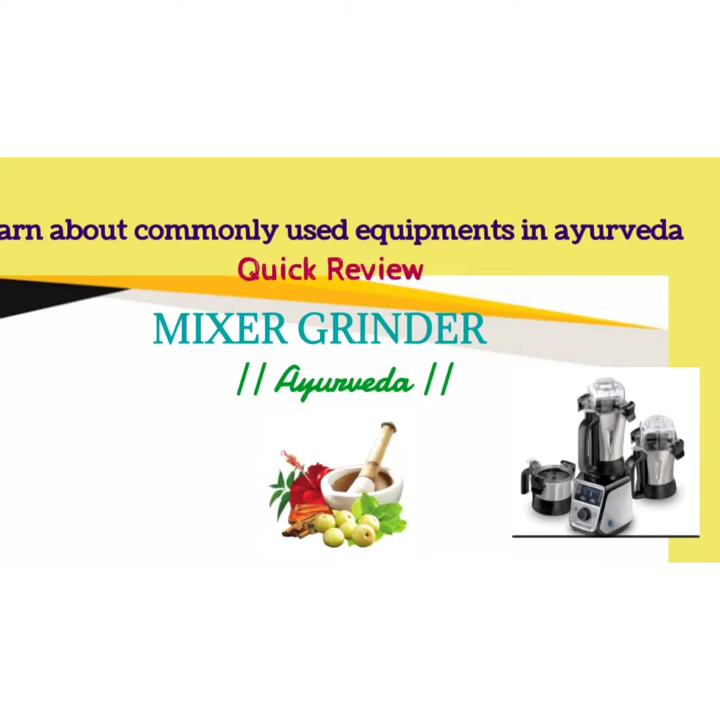 arn about commonly used equipments in ayurveda
Quick Review
MIXER GRINDER
// Ayurveda //